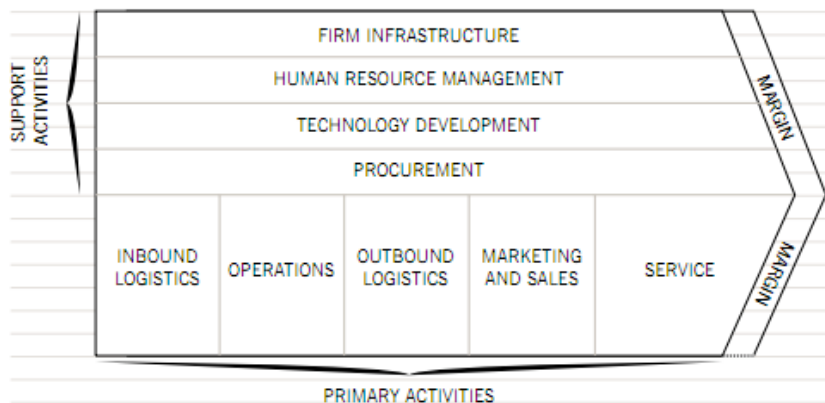 SUPPORT
ACTIVITIES
FIRM INFRASTRUCTURE
HUMAN RESOURCE MANAGEMENT
TECHNOLOGY DEVELOPMENT
PROCUREMENT
MARGIN
INBOUND
LOGISTICS
OPERATIONS
OUTBOUND
LOGISTICS
MARKETING
AND SALES
SERVICE
MARGIN
PRIMARY ACTIVITIES